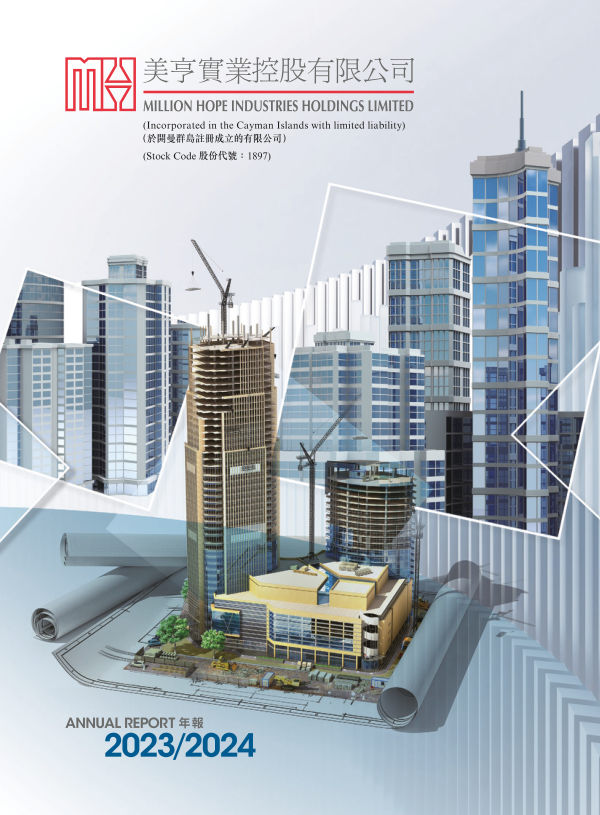 美亨實業控股有限公司
MILLION HOPE INDUSTRIES HOLDINGS LIMITED
(Incorporated in the Cayman Islands with limited liability)
(於開曼群島註冊成立的有限公司)
(Stock Code 股份代號：1897)
ANNUAL REPORT 年報
2023/2024